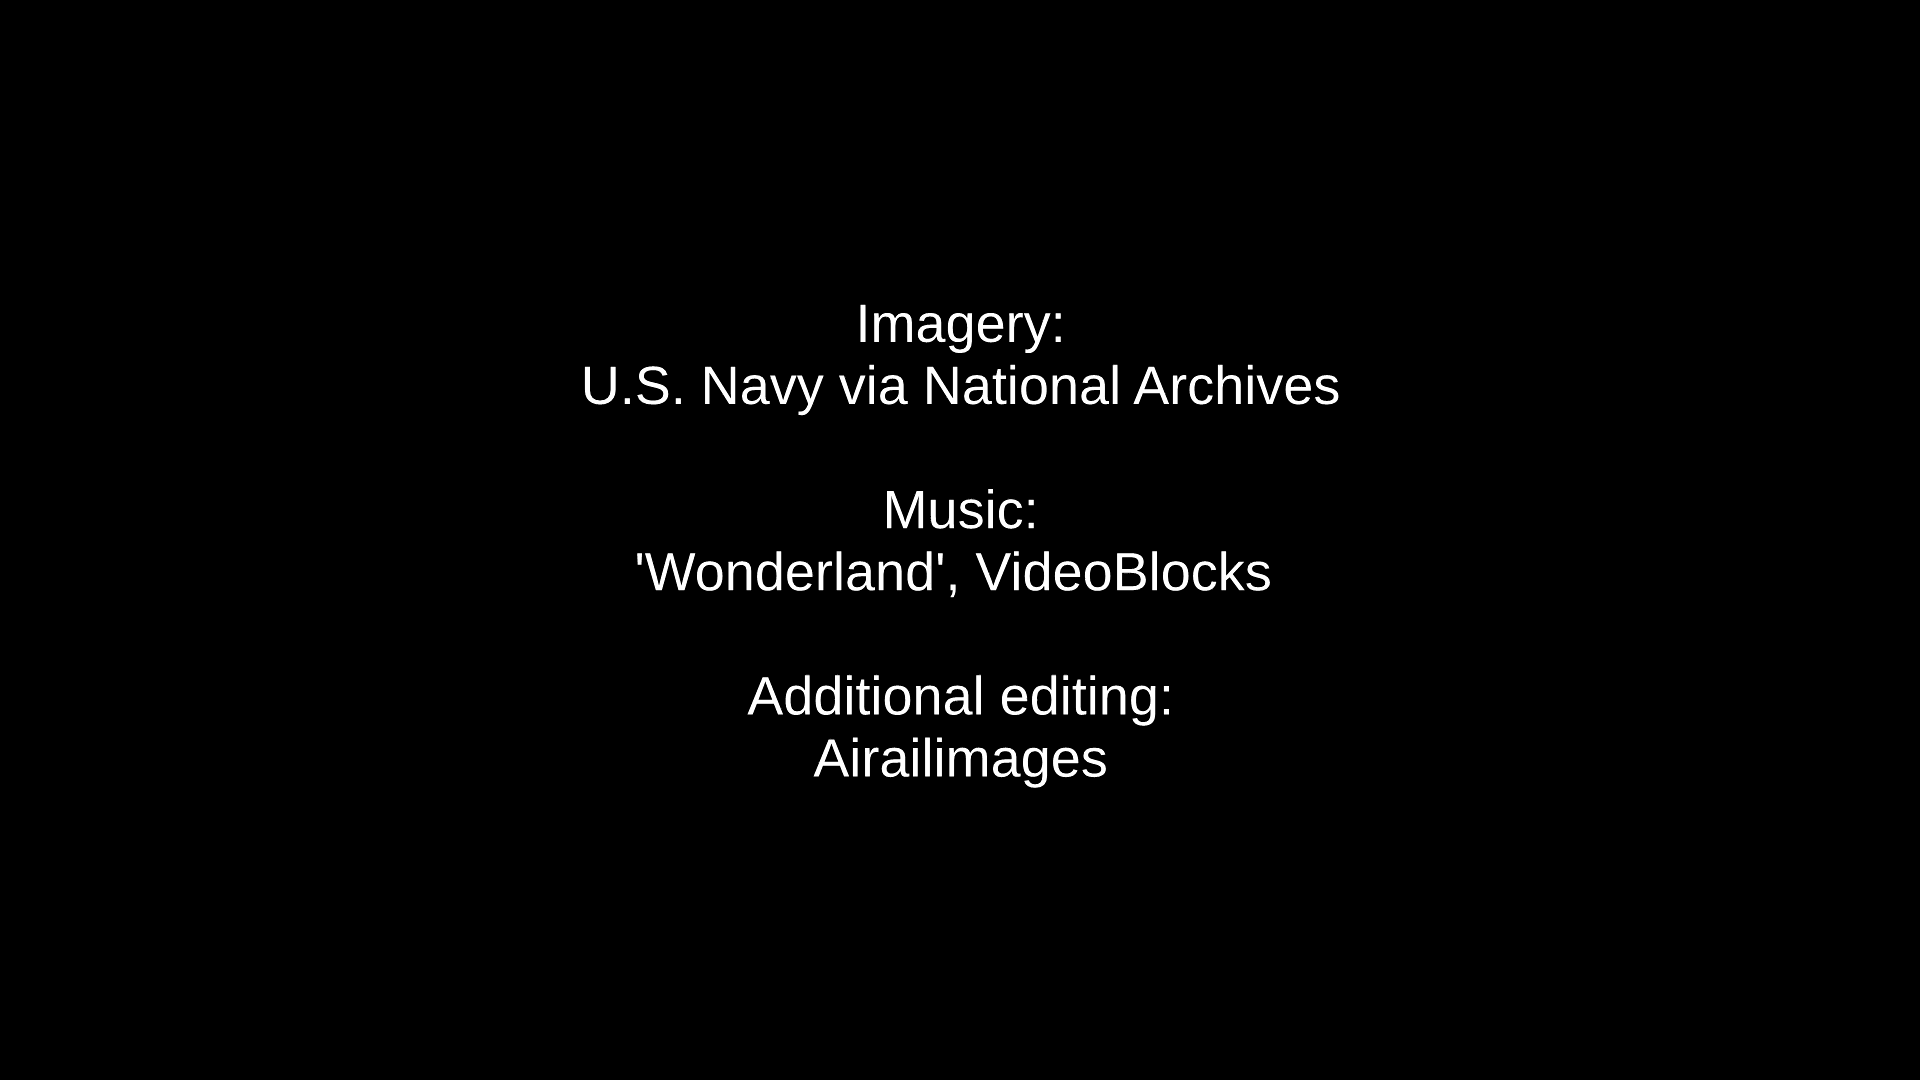 Imagery:
U.S. Navy via National Archives
Music:
'Wonderland', VideoBlocks
Additional editing:
Airailimages